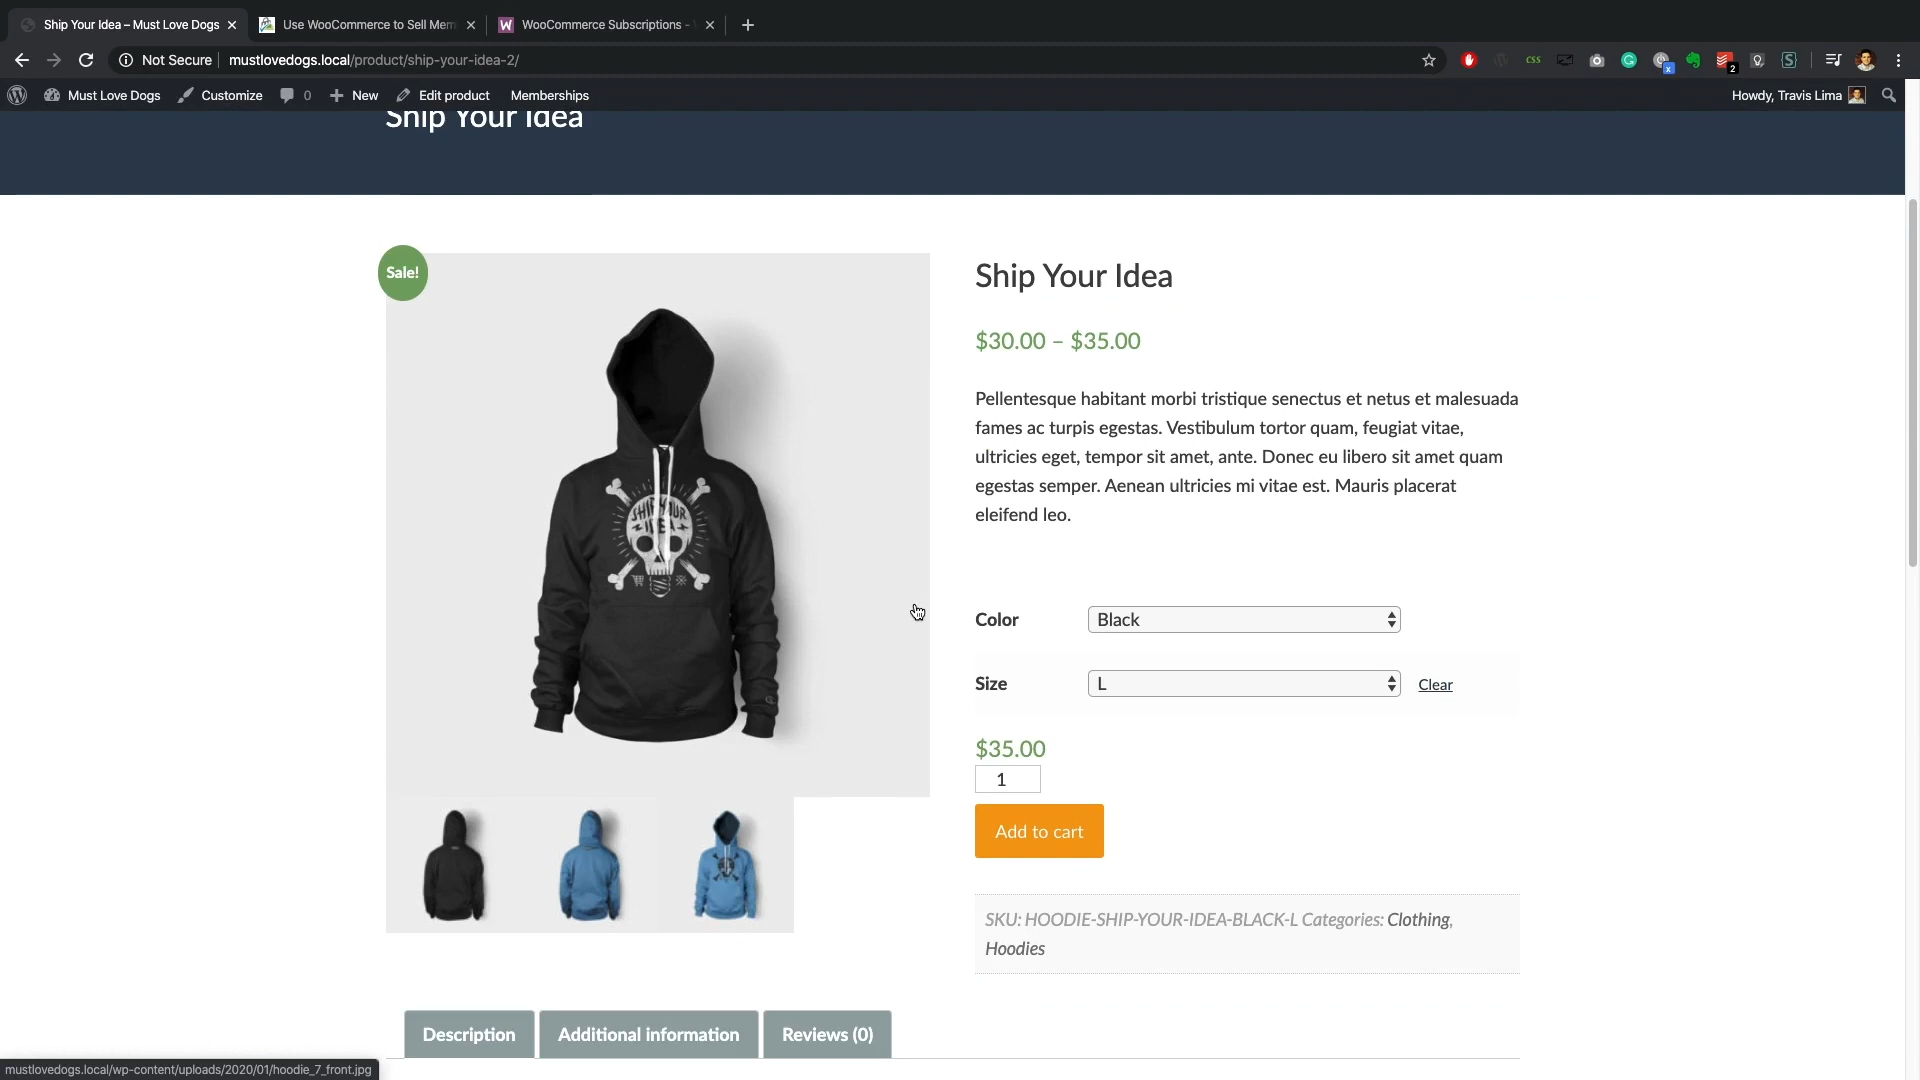 Ship Your Idea – Must Love Dogs
Use WooCommerce to Sell Mem
W WooCommerce Subscriptions -
Not Secure mustlovedogs.local/product/ship-your-idea-2/
css
2
Must Love Dogs Customize 0 New Edit product Memberships Howdy, Travis Lima
Ship Your Idea
Sale!
SHIP YOUR
IDEA
Ship Your Idea
$30.00 – $35.00
Pellentesque habitant morbi tristique senectus et netus et malesuada
fames ac turpis egestas. Vestibulum tortor quam, feugiat vitae,
ultricies eget, tempor sit amet, ante. Donec eu libero sit amet quam
egestas semper. Aenean ultricies mi vitae est. Mauris placerat
eleifend leo.
Color Black
Size L Clear
$35.00
1
Add to cart
SKU: HOODIE-SHIP-YOUR-IDEA-BLACK-L Categories: Clothing,
Hoodies
Description Additional information Reviews (0)
mustlovedogs.local/wp-content/uploads/2020/01/hoodie_7_front.jpg